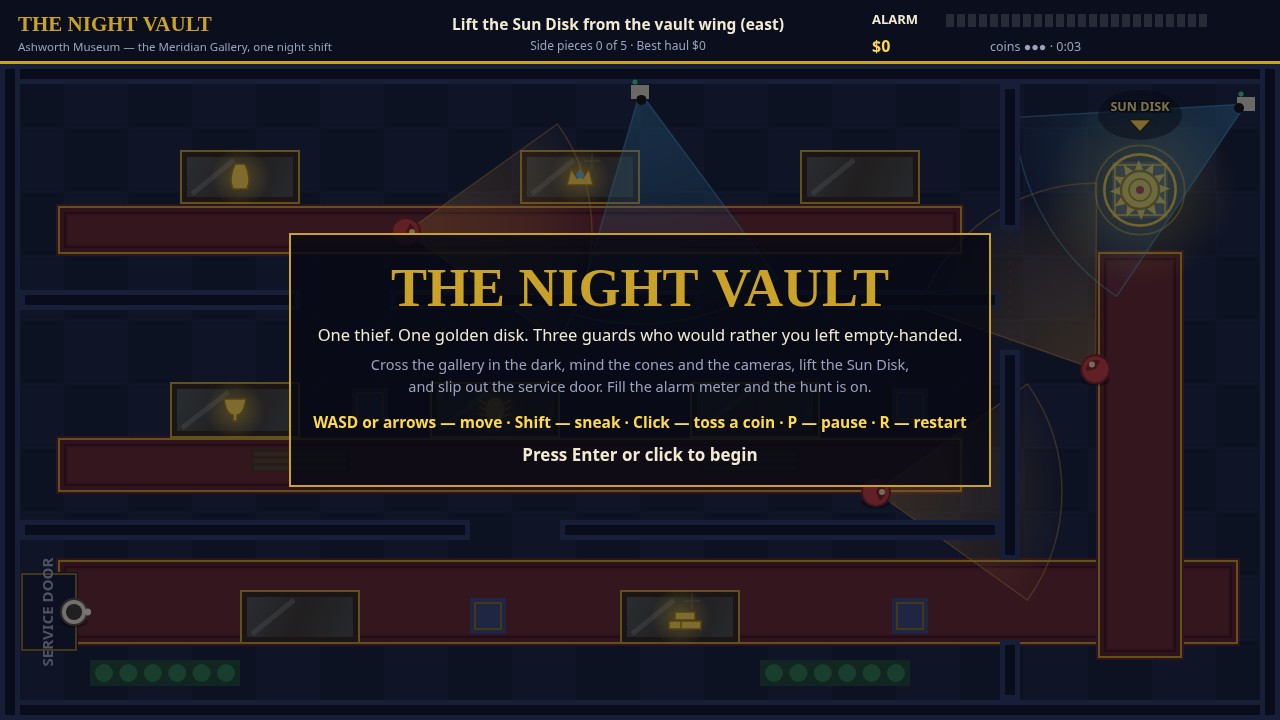 THE NIGHT VAULT
Ashworth Museum — the Meridian Gallery, one night shift
Lift the Sun Disk from the vault wing (east)
Side pieces 0 of 5 · Best haul $0
ALARM
$0
coins ●●● · 0:03
SUN DISK
THE NIGHT VAULT
One thief. One golden disk. Three guards who would rather you left empty-handed.
Cross the gallery in the dark, mind the cones and the cameras, lift the Sun Disk,
and slip out the service door. Fill the alarm meter and the hunt is on.
WASD or arrows — move · Shift — sneak · Click — toss a coin · P — pause · R — restart
Press Enter or click to begin
SERVICE DOOR